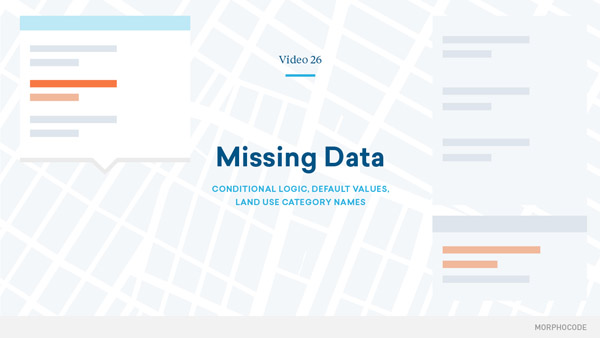 Video 26
Missing Data
CONDITIONAL LOGIC, DEFAULT VALUES,
LAND USE CATEGORY NAMES
MORPHOCODE